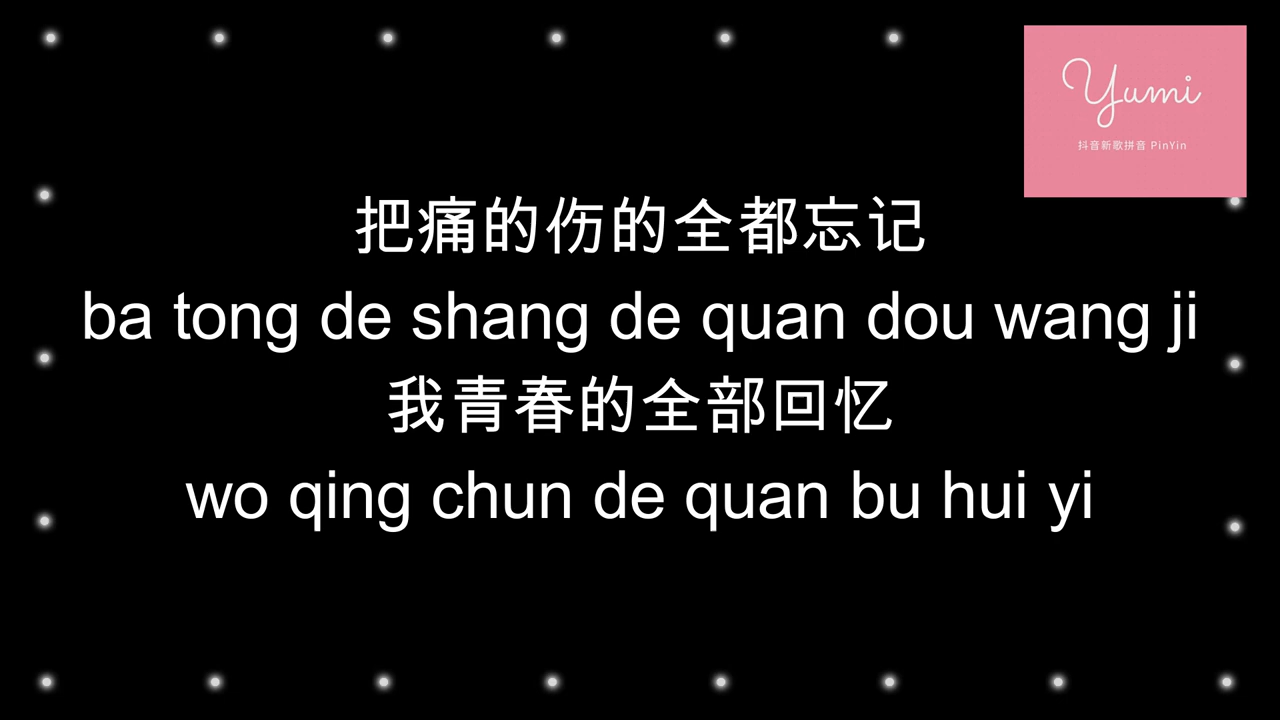 Yumi
抖音新歌拼音 PinYin
把痛的伤的全都忘记
ba tong de shang de quan dou wang ji
我青春的全部回忆
wo qing chun de quan bu hui yi